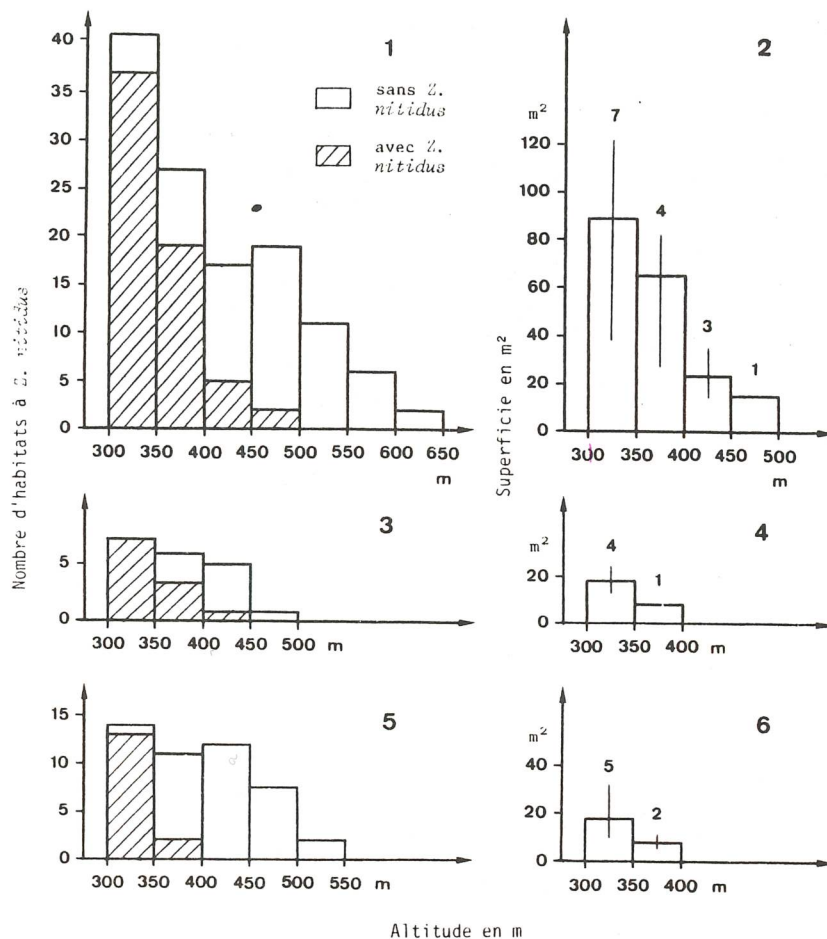 1
40
35
30
25
20
15
10
5
0
300 350 400 450 500 550 600 650
m
sans Z.
nitidus
avec Z.
nitidus
Nombre d'habitats à Z. nitidus
2
m²
120
100
80
60
40
20
0
7
4
3
1
300 350 400 450 500
m
Superficie en m²
3
5
0
300 350 400 450 500 m
4
m²
20
0
4
1
300 350 400 m
5
15
10
5
0
300 350 400 450 500 550 m
6
m²
40
20
0
5
2
300 350 400 m
Altitude en m